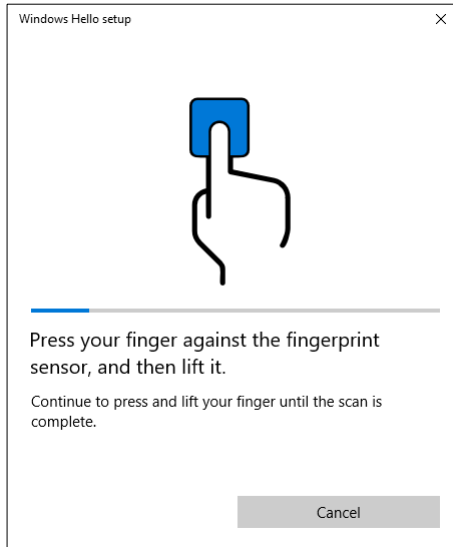 Windows Hello setup
Press your finger against the fingerprint
sensor, and then lift it.
Continue to press and lift your finger until the scan is
complete.
Cancel